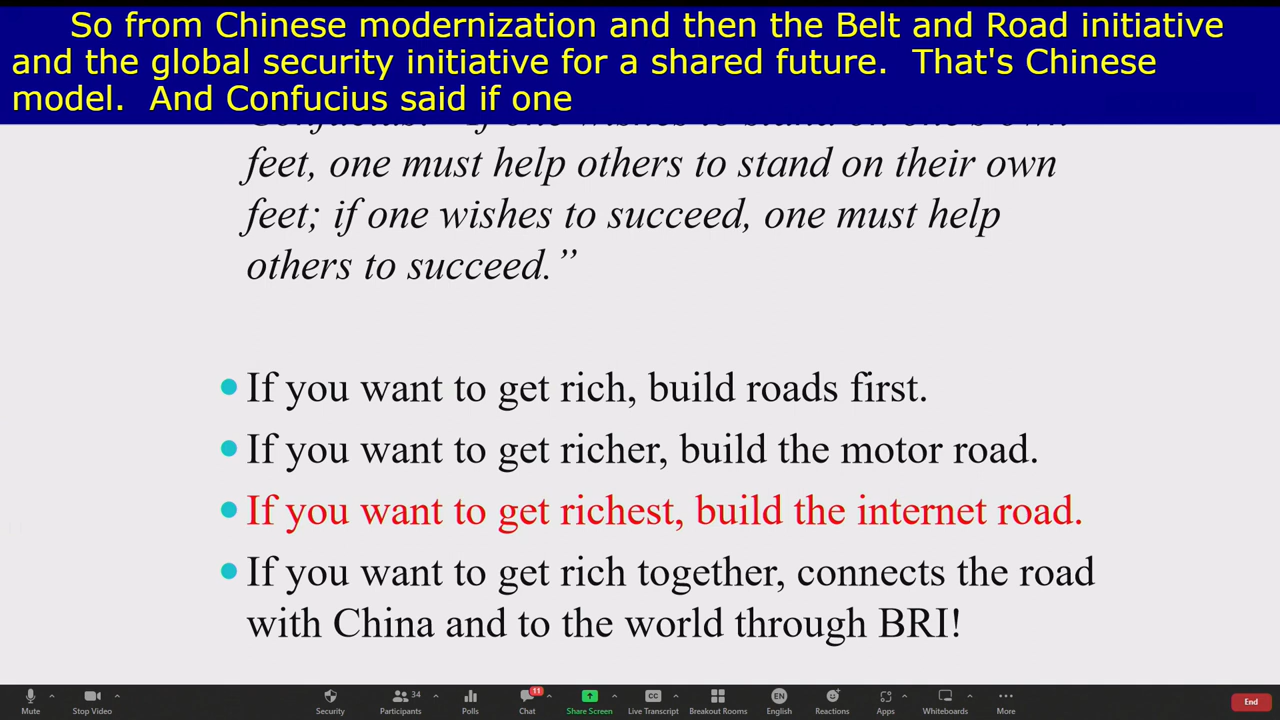 So from Chinese modernization and then the Belt and Road initiative
and the global security initiative for a shared future.  That's Chinese
model.  And Confucius said if one
feet, one must help others to stand on their own
feet; if one wishes to succeed, one must help
others to succeed.”
If you want to get rich, build roads first.
If you want to get richer, build the motor road.
If you want to get richest, build the internet road.
If you want to get rich together, connects the road
with China and to the world through BRI!
34
11
EN
Mute
Stop Video
Security
Participants
Polls
Chat
Share Screen
Live Transcript
Breakout Rooms
English
Reactions
Apps
Whiteboards
More
End